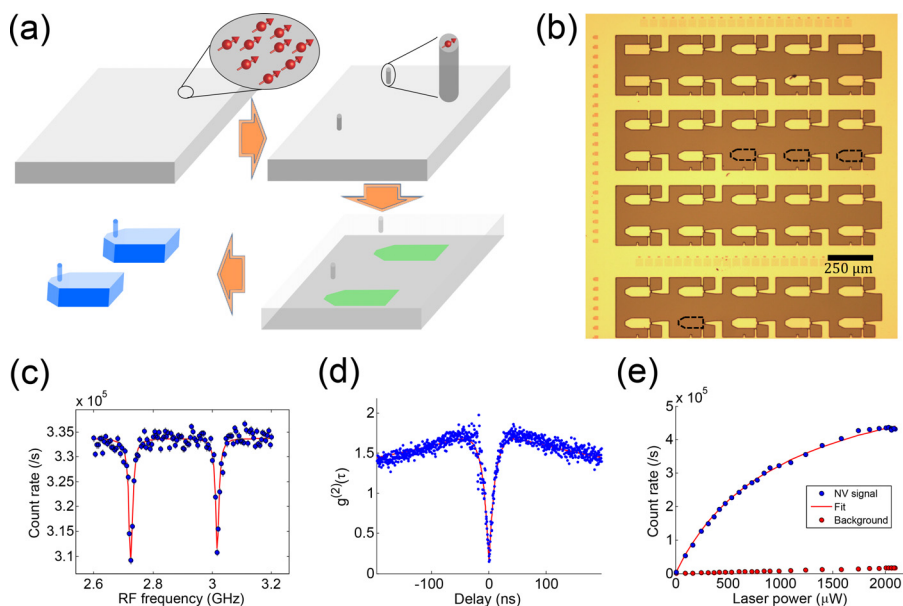 (a)
(b)
250 μm
(c)
x 10⁵
3.35
3.3
3.25
3.2
3.15
3.1
2.6 2.8 3 3.2
Count rate (/s)
RF frequency (GHz)
(d)
2
1.5
1
0.5
0
-100 0 100
g⁽²⁾(τ)
Delay (ns)
(e)
x 10⁵
5
4
3
2
1
0
0 500 1000 1500 2000
Count rate (/s)
Laser power (μW)
NV signal
Fit
Background